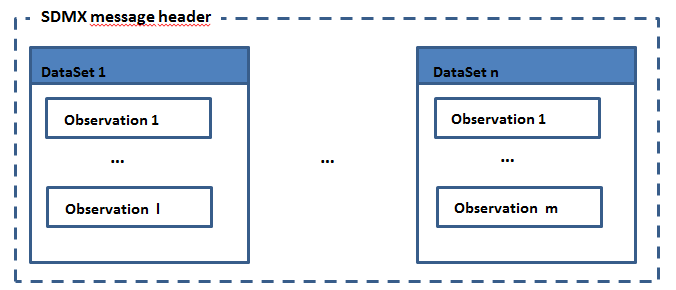 SDMX message header
DataSet 1
DataSet n
Observation 1
Observation 1
...
...
...
Observation l
Observation m